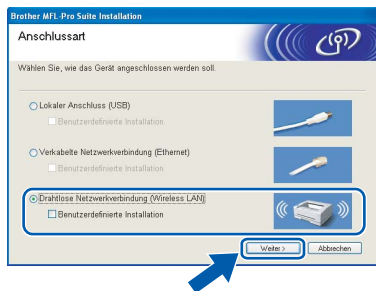 Brother MFL-Pro Suite Installation
Anschlussart
Wählen Sie, wie das Gerät angeschlossen werden soll.
Lokaler Anschluss (USB)
Benutzerdefinierte Installation
Verkabelte Netzwerkverbindung (Ethernet)
Benutzerdefinierte Installation
Drahtlose Netzwerkverbindung (Wireless LAN)
Benutzerdefinierte Installation
Weiter >
Abbrechen